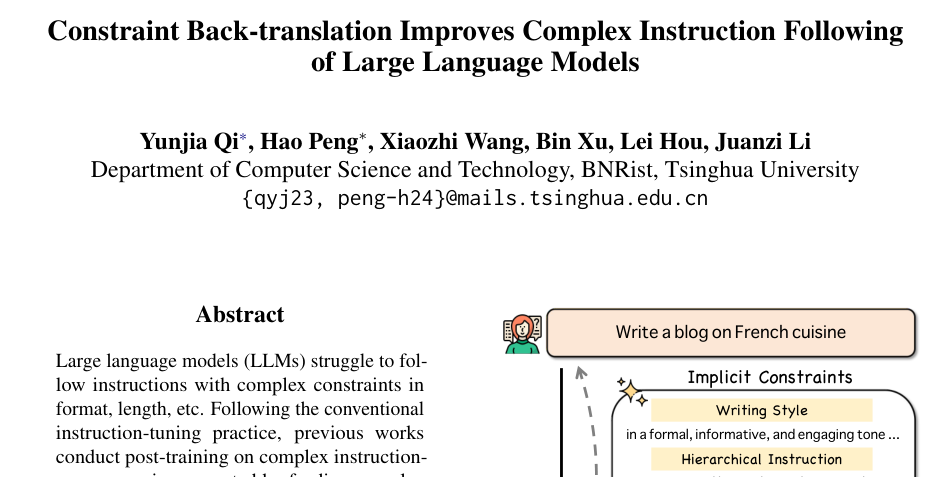 Constraint Back-translation Improves Complex Instruction Following
of Large Language Models
Yunjia Qi*, Hao Peng*, Xiaozhi Wang, Bin Xu, Lei Hou, Juanzi Li
Department of Computer Science and Technology, BNRist, Tsinghua University
{qyj23, peng-h24}@mails.tsinghua.edu.cn
Abstract
Large language models (LLMs) struggle to fol-
low instructions with complex constraints in
format, length, etc. Following the conventional
instruction-tuning practice, previous works
conduct post-training on complex instruction-
Write a blog on French cuisine
Implicit Constraints
Writing Style
in a formal, informative, and engaging tone ...
Hierarchical Instruction